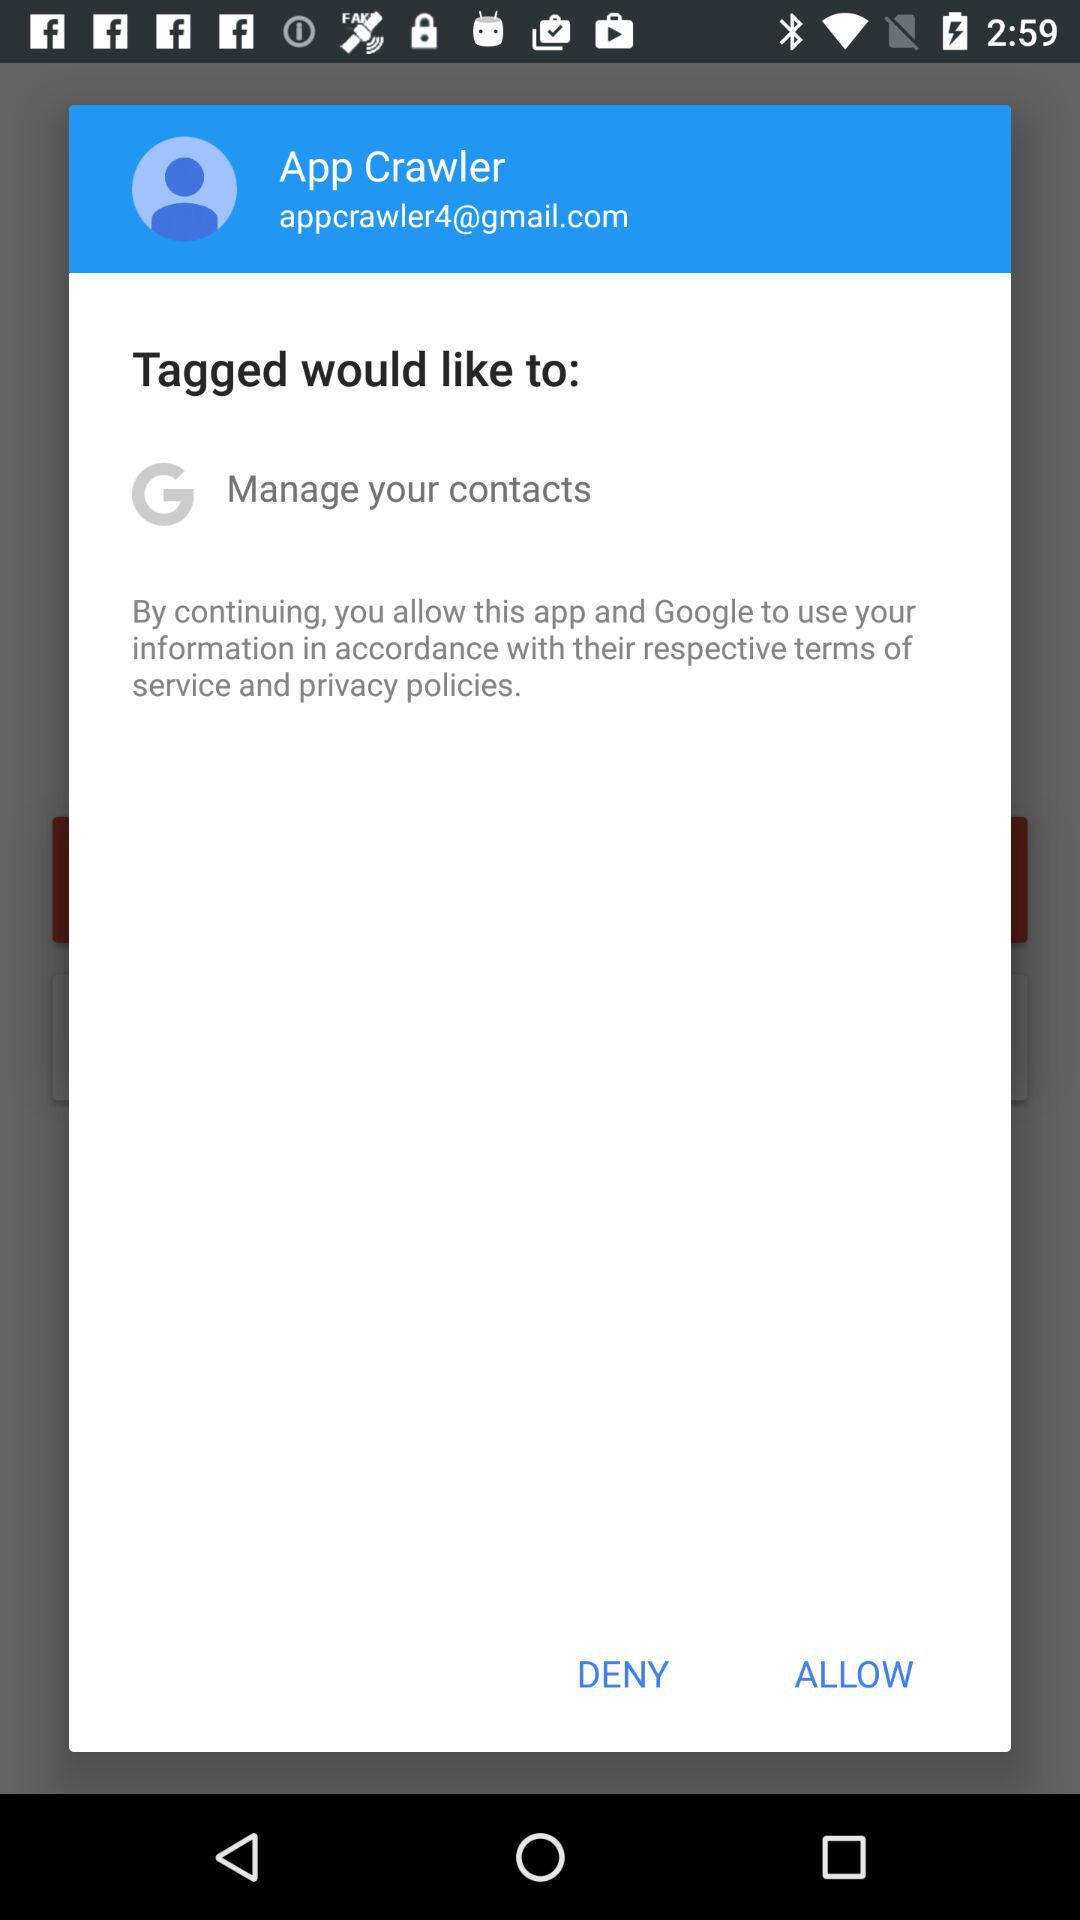 FAKE
2:59
App Crawler
appcrawler4@gmail.com
Tagged would like to:
Manage your contacts
By continuing, you allow this app and Google to use your
information in accordance with their respective terms of
service and privacy policies.
DENY
ALLOW